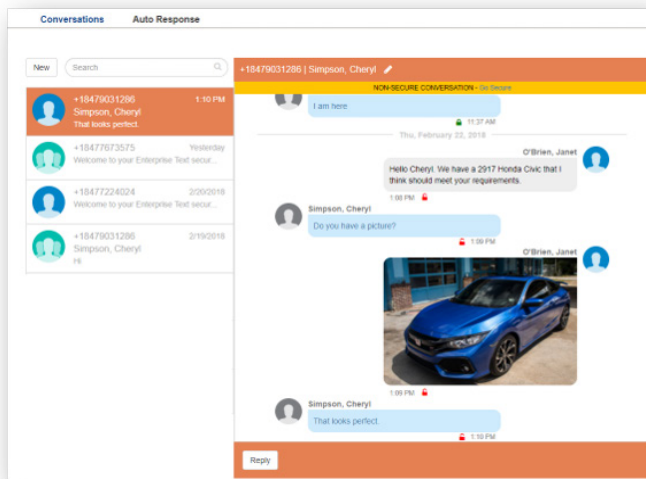 Conversations
Auto Response
New
Search
+18479031286
1:10 PM
Simpson, Cheryl
That looks perfect.
+18477673575
Yesterday
Welcome to your Enterprise Text secur...
+18477224024
2/20/2018
Welcome to your Enterprise Text secur...
+18479031286
2/19/2018
Simpson, Cheryl
Hi
+18479031286 | Simpson, Cheryl
NON-SECURE CONVERSATION - Go Secure
I am here
11:37 AM
Thu, February 22, 2018
O'Brien, Janet
Hello Cheryl. We have a 2917 Honda Civic that I
think should meet your requirements.
1:08 PM
Simpson, Cheryl
Do you have a picture?
1:09 PM
O'Brien, Janet
1:09 PM
Simpson, Cheryl
That looks perfect.
1:10 PM
Reply